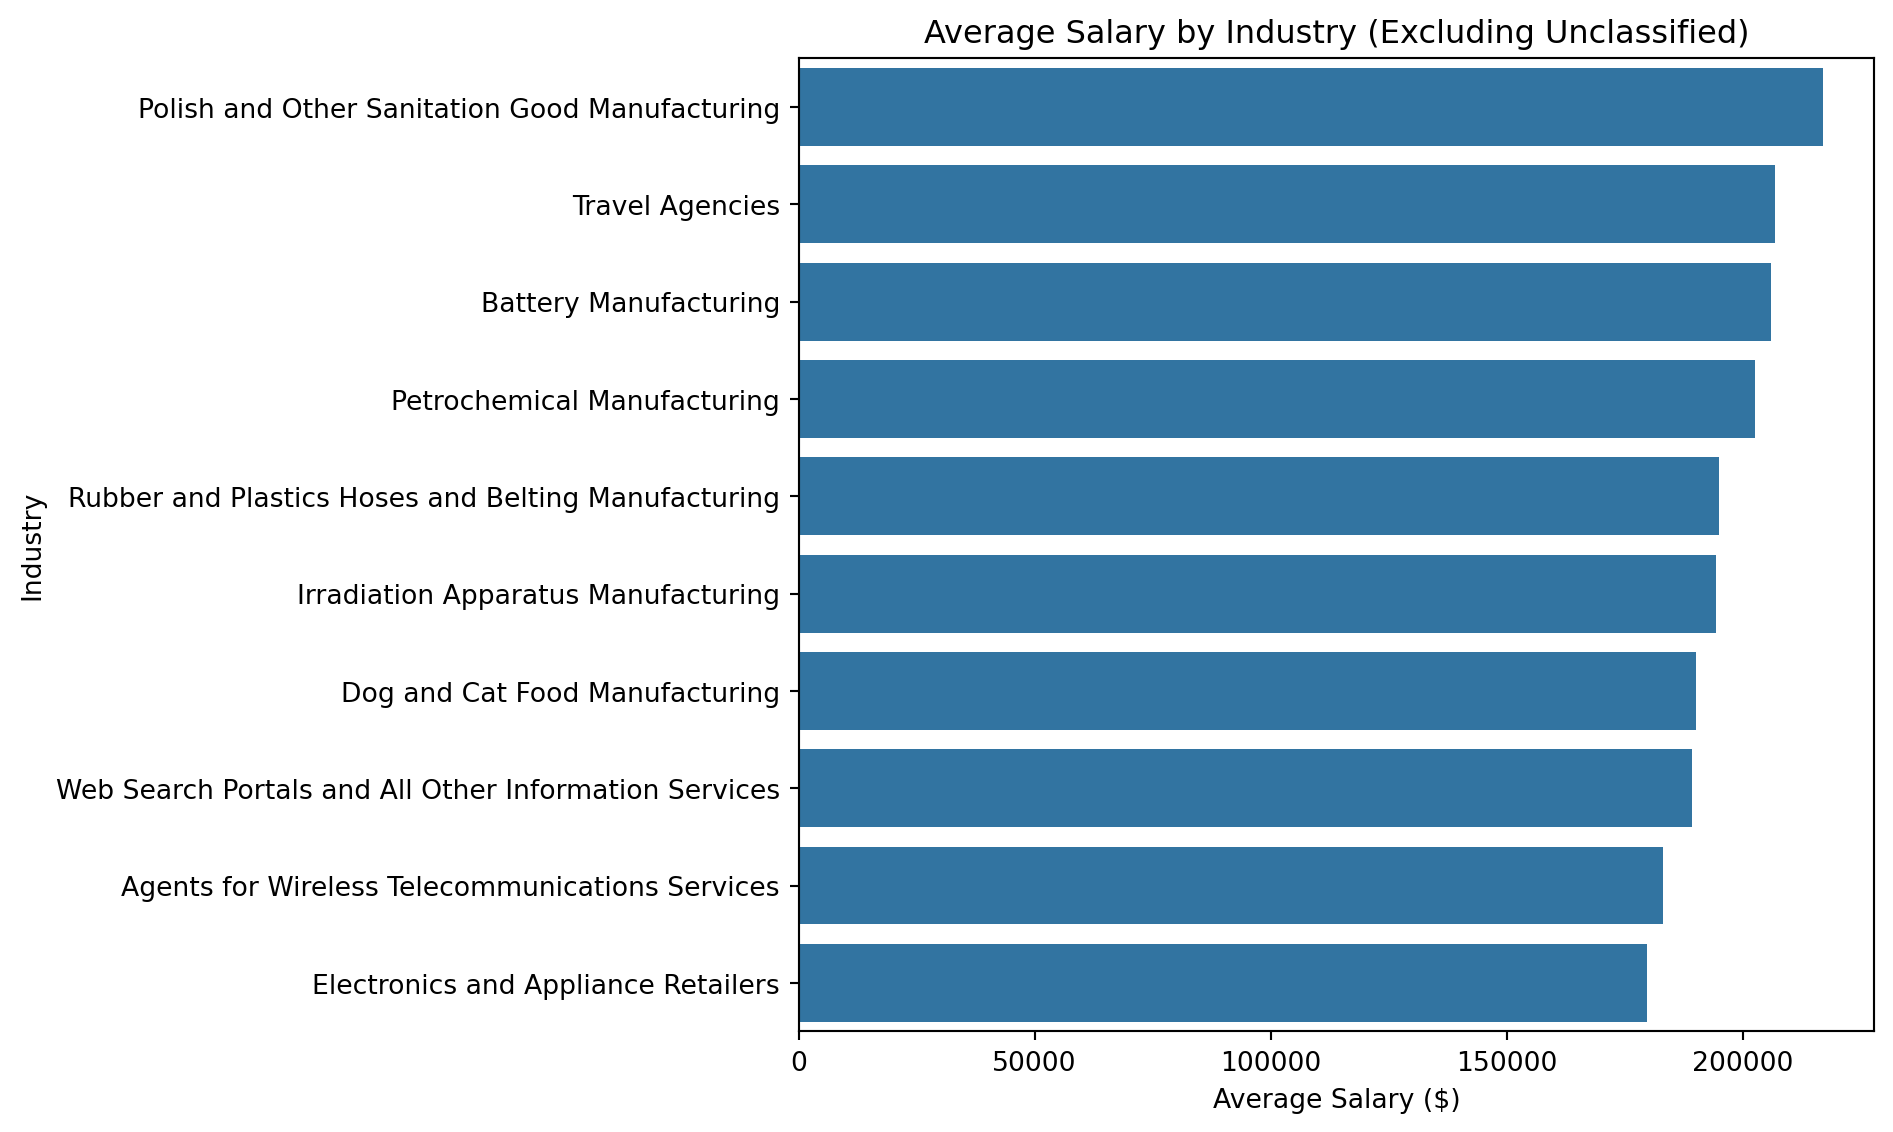 Average Salary by Industry (Excluding Unclassified)
Polish and Other Sanitation Good Manufacturing
Travel Agencies
Battery Manufacturing
Petrochemical Manufacturing
Rubber and Plastics Hoses and Belting Manufacturing
Irradiation Apparatus Manufacturing
Dog and Cat Food Manufacturing
Web Search Portals and All Other Information Services
Agents for Wireless Telecommunications Services
Electronics and Appliance Retailers
Industry
0 50000 100000 150000 200000
Average Salary ($)